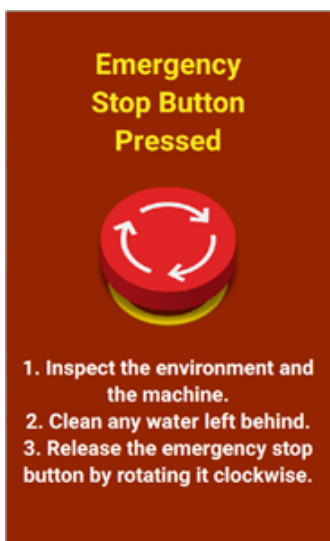 Emergency
Stop Button
Pressed
1. Inspect the environment and
the machine.
2. Clean any water left behind.
3. Release the emergency stop
button by rotating it clockwise.